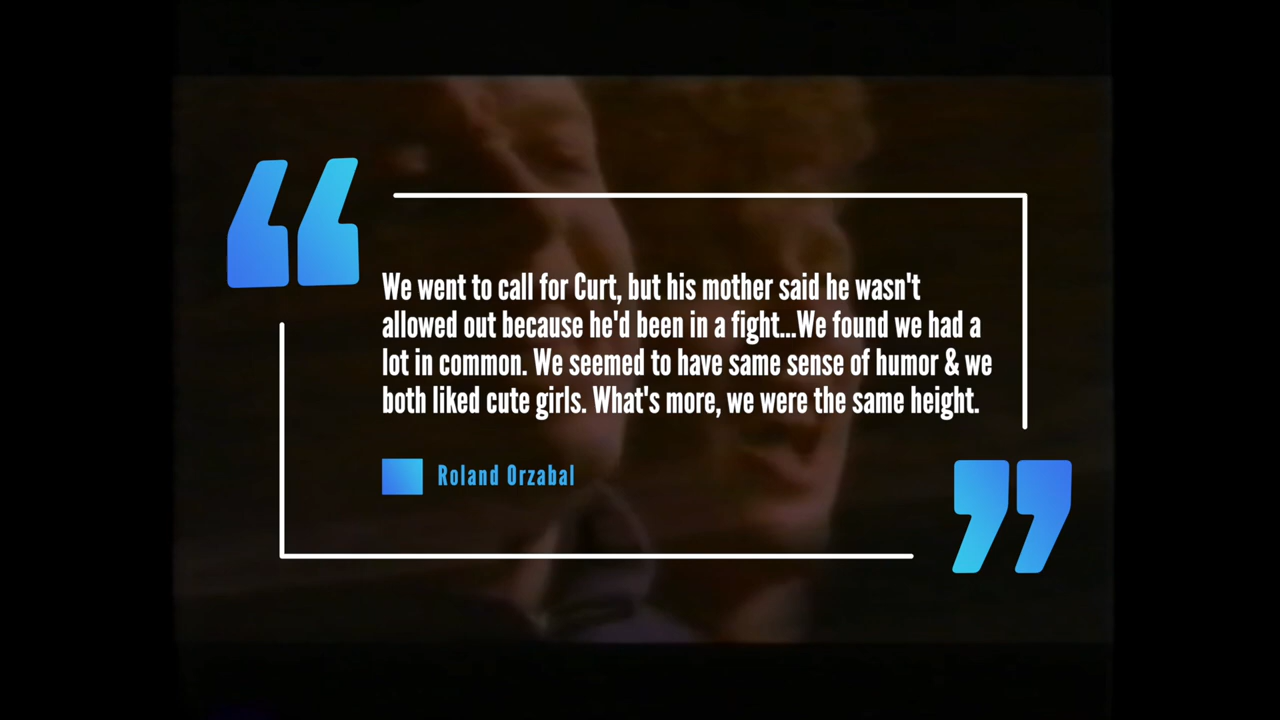 We went to call for Curt, but his mother said he wasn't
allowed out because he'd been in a fight...We found we had a
lot in common. We seemed to have same sense of humor & we
both liked cute girls. What's more, we were the same height.
Roland Orzabal